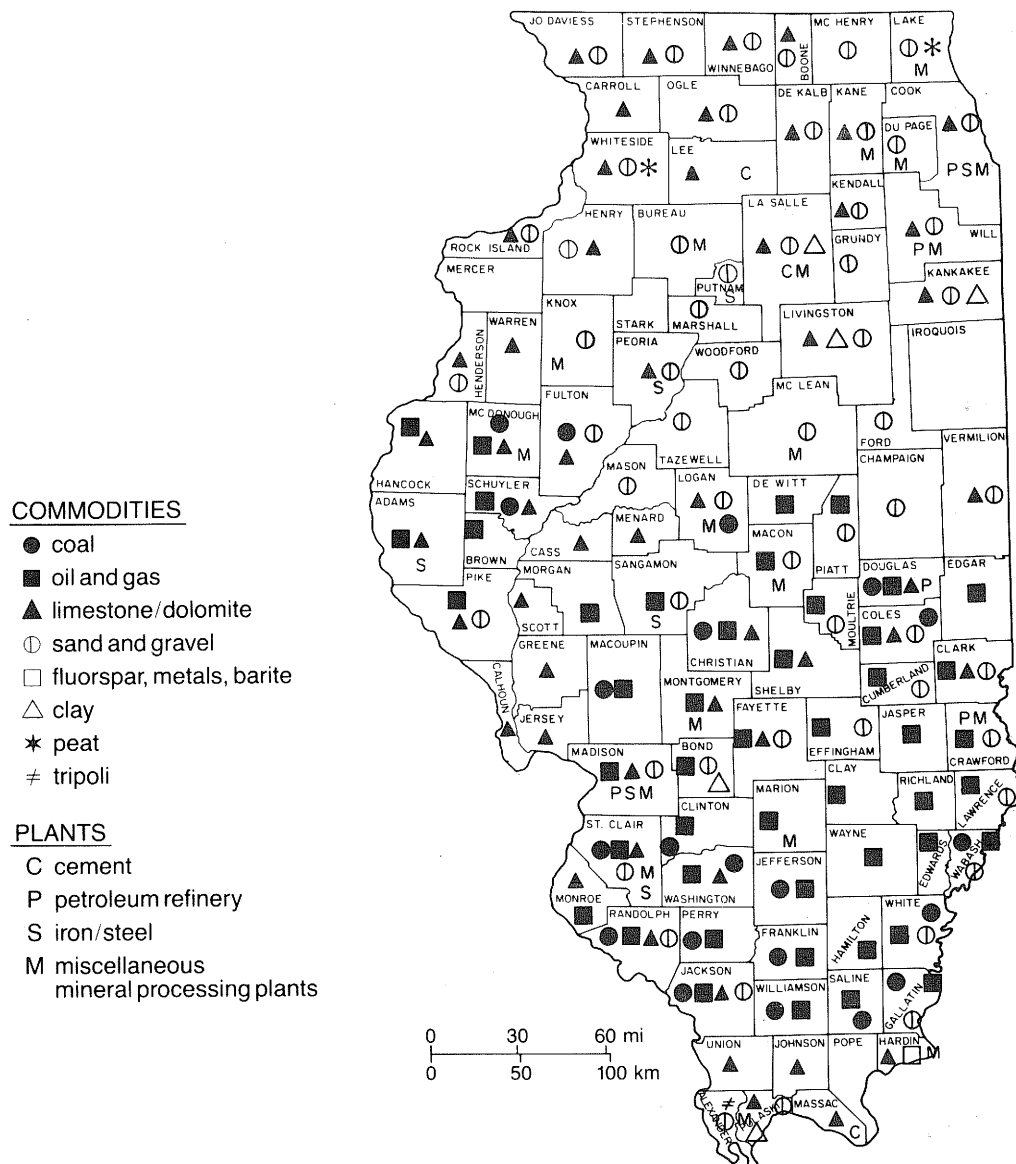 JO DAVIESS
STEPHENSON
WINNEBAGO
BOONE
MC HENRY
LAKE
M
CARROLL
OGLE
DE KALB
KANE
M
COOK
PSM
DU PAGE
M
WHITESIDE
LEE
C
KENDALL
LA SALLE
CM
HENRY
BUREAU
M
GRUNDY
WILL
PM
ROCK ISLAND
MERCER
PUTNAM
S
KANKAKEE
KNOX
M
STARK
MARSHALL
LIVINGSTON
IROQUOIS
HENDERSON
WARREN
PEORIA
S
WOODFORD
MC LEAN
M
FULTON
MC DONOUGH
M
TAZEWELL
FORD
VERMILION
HANCOCK
SCHUYLER
MASON
LOGAN
M
DE WITT
CHAMPAIGN
ADAMS
S
BROWN
CASS
MENARD
MACON
M
PIATT
DOUGLAS
P
EDGAR
PIKE
MORGAN
SANGAMON
S
MOULTRIE
COLES
SCOTT
GREENE
MACOUPIN
CHRISTIAN
SHELBY
CUMBERLAND
CLARK
CALHOUN
JERSEY
MONTGOMERY
M
FAYETTE
EFFINGHAM
JASPER
PM
CRAWFORD
MADISON
PSM
BOND
CLAY
RICHLAND
LAWRENCE
CLINTON
MARION
M
ST. CLAIR
M
S
WAYNE
EDWARDS
WABASH
MONROE
WASHINGTON
JEFFERSON
RANDOLPH
PERRY
FRANKLIN
HAMILTON
WHITE
JACKSON
WILLIAMSON
SALINE
GALLATIN
UNION
JOHNSON
POPE
HARDIN
M
ALEXANDER
M
PULASKI
MASSAC
C
COMMODITIES
coal
oil and gas
limestone/dolomite
sand and gravel
fluorspar, metals, barite
clay
peat
tripoli
PLANTS
C cement
P petroleum refinery
S iron/steel
M miscellaneous
mineral processing plants
0 30 60 mi
0 50 100 km